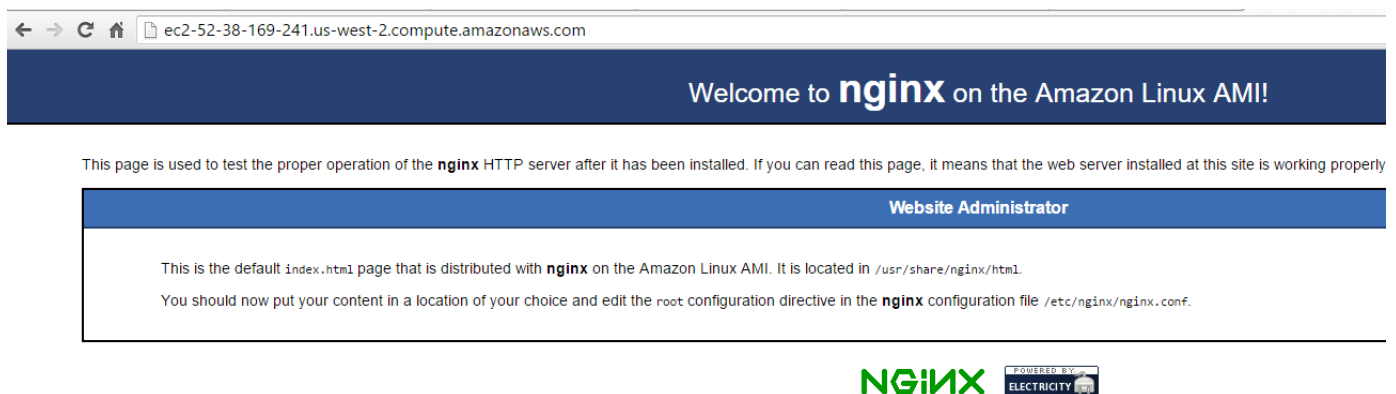 ec2-52-38-169-241.us-west-2.compute.amazonaws.com
Welcome to nginx on the Amazon Linux AMI!
This page is used to test the proper operation of the nginx HTTP server after it has been installed. If you can read this page, it means that the web server installed at this site is working properly
Website Administrator
This is the default index.html page that is distributed with nginx on the Amazon Linux AMI. It is located in /usr/share/nginx/html.
You should now put your content in a location of your choice and edit the root configuration directive in the nginx configuration file /etc/nginx/nginx.conf.
NGiNX
POWERED BY
ELECTRICITY